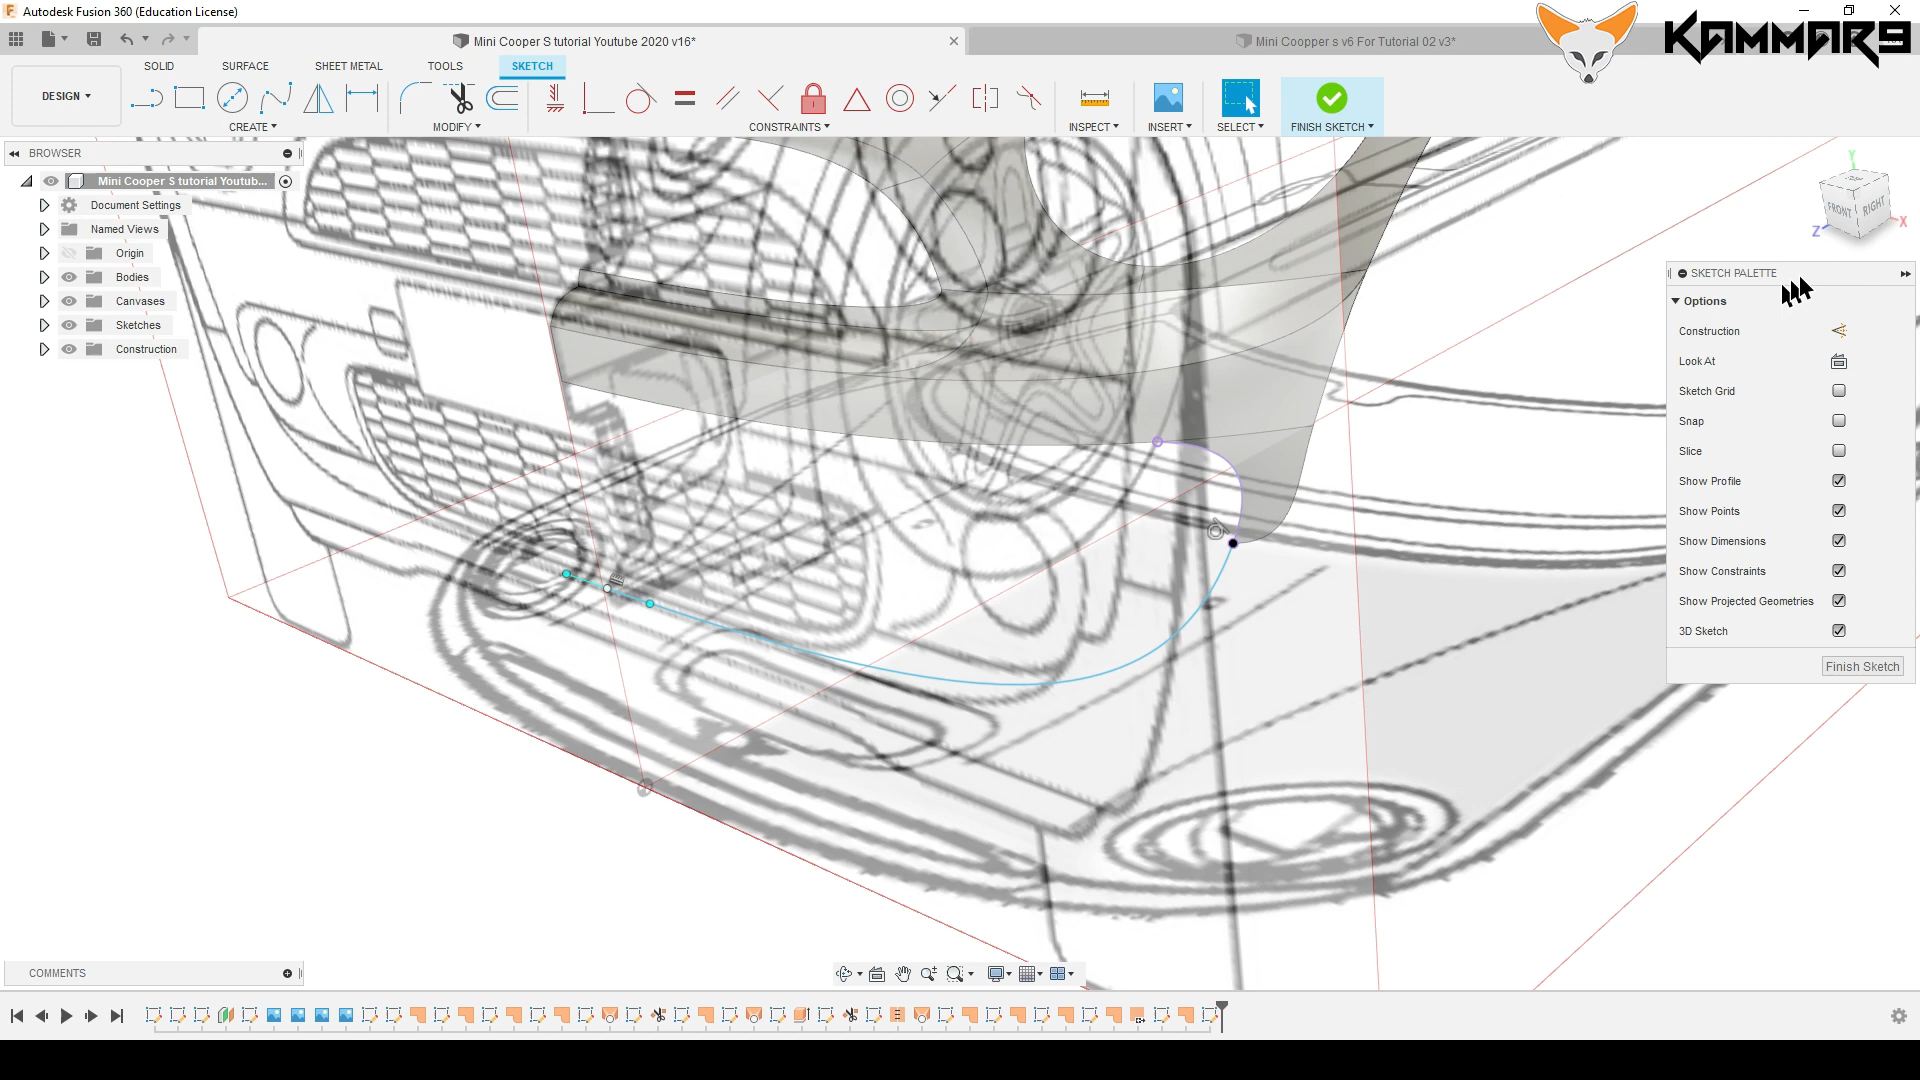 Autodesk Fusion 360 (Education License)
KAMMAR9
Mini Cooper S tutorial Youtube 2020 v16*
Mini Coopper s v6 For Tutorial 02 v3*
SOLID
SURFACE
SHEET METAL
TOOLS
SKETCH
DESIGN
CREATE
MODIFY
CONSTRAINTS
INSPECT
INSERT
SELECT
FINISH SKETCH
BROWSER
Mini Cooper S tutorial Youtub...
Document Settings
Named Views
Origin
Bodies
Canvases
Sketches
Construction
Y
FRONT
RIGHT
X
Z
SKETCH PALETTE
Options
Construction
Look At
Sketch Grid
Snap
Slice
Show Profile
Show Points
Show Dimensions
Show Constraints
Show Projected Geometries
3D Sketch
Finish Sketch
COMMENTS